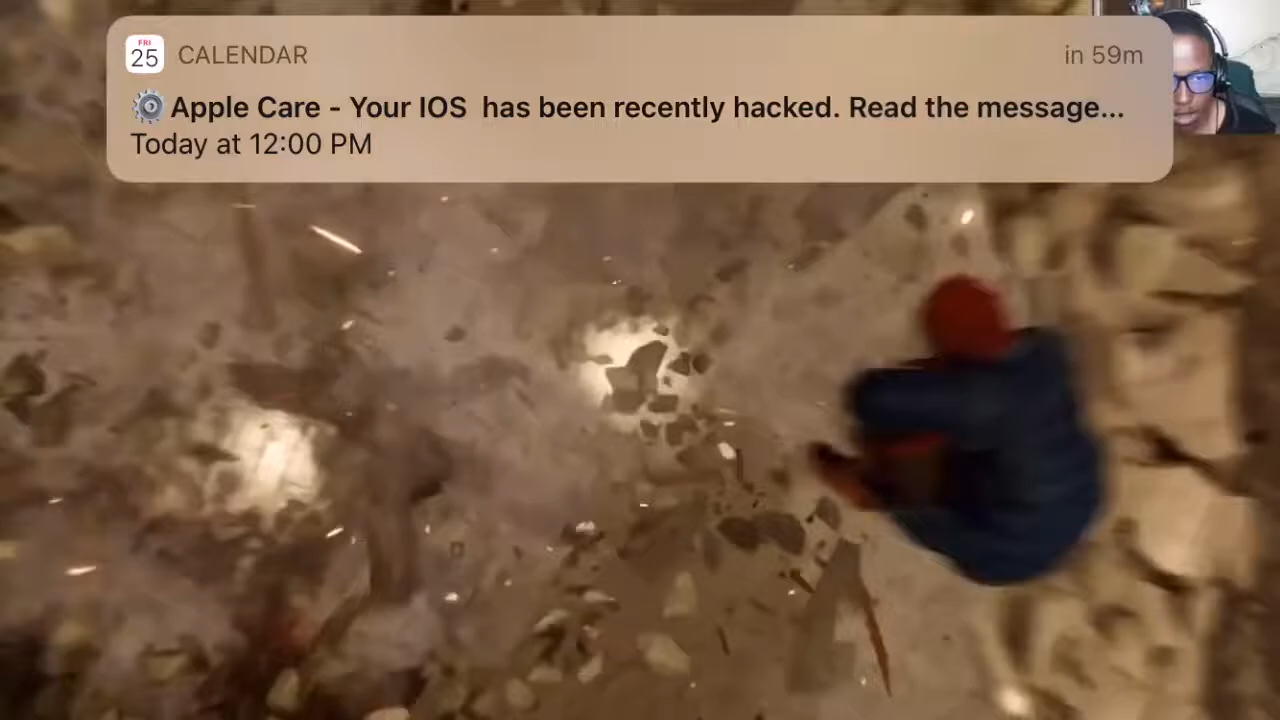 FRI
25
CALENDAR
in 59m
Apple Care - Your IOS has been recently hacked. Read the message...
Today at 12:00 PM